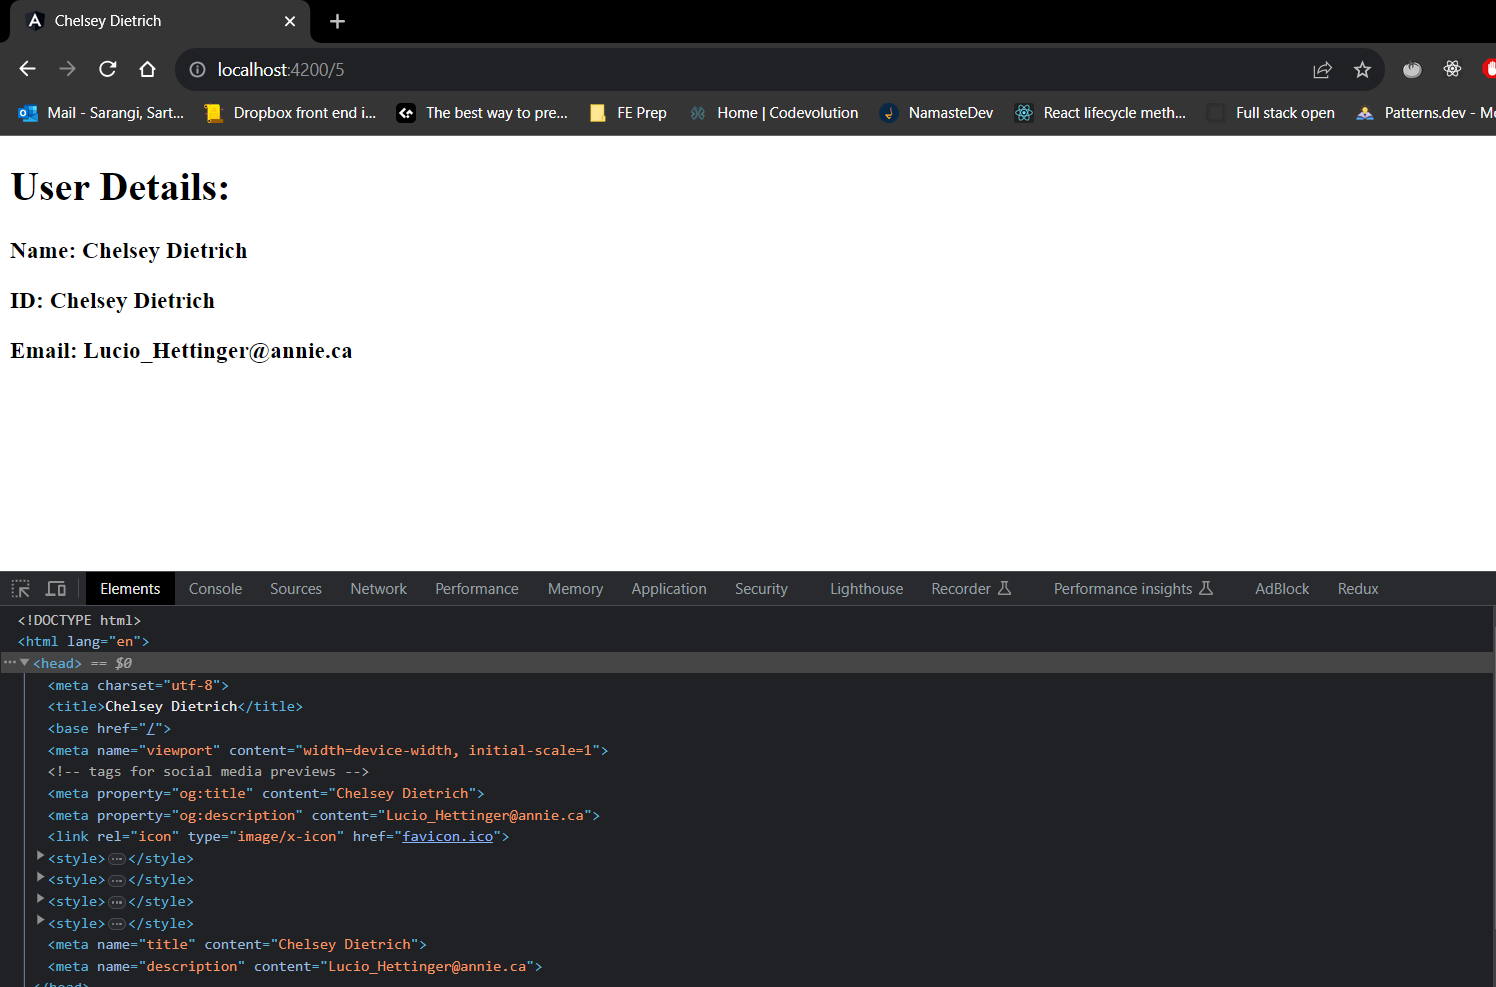 Chelsey Dietrich
localhost:4200/5
Mail - Sarangi, Sart... Dropbox front end i... The best way to pre... FE Prep Home | Codevolution NamasteDev React lifecycle meth... Full stack open Patterns.dev - Mo
User Details:
Name: Chelsey Dietrich
ID: Chelsey Dietrich
Email: Lucio_Hettinger@annie.ca
Elements Console Sources Network Performance Memory Application Security Lighthouse Recorder Performance insights AdBlock Redux
<!DOCTYPE html>
<html lang="en">
<head> == $0
<meta charset="utf-8">
<title>Chelsey Dietrich</title>
<base href="/">
<meta name="viewport" content="width=device-width, initial-scale=1">
<!-- tags for social media previews -->
<meta property="og:title" content="Chelsey Dietrich">
<meta property="og:description" content="Lucio_Hettinger@annie.ca">
<link rel="icon" type="image/x-icon" href="favicon.ico">
<style>…</style>
<style>…</style>
<style>…</style>
<style>…</style>
<meta name="title" content="Chelsey Dietrich">
<meta name="description" content="Lucio_Hettinger@annie.ca">
</head>